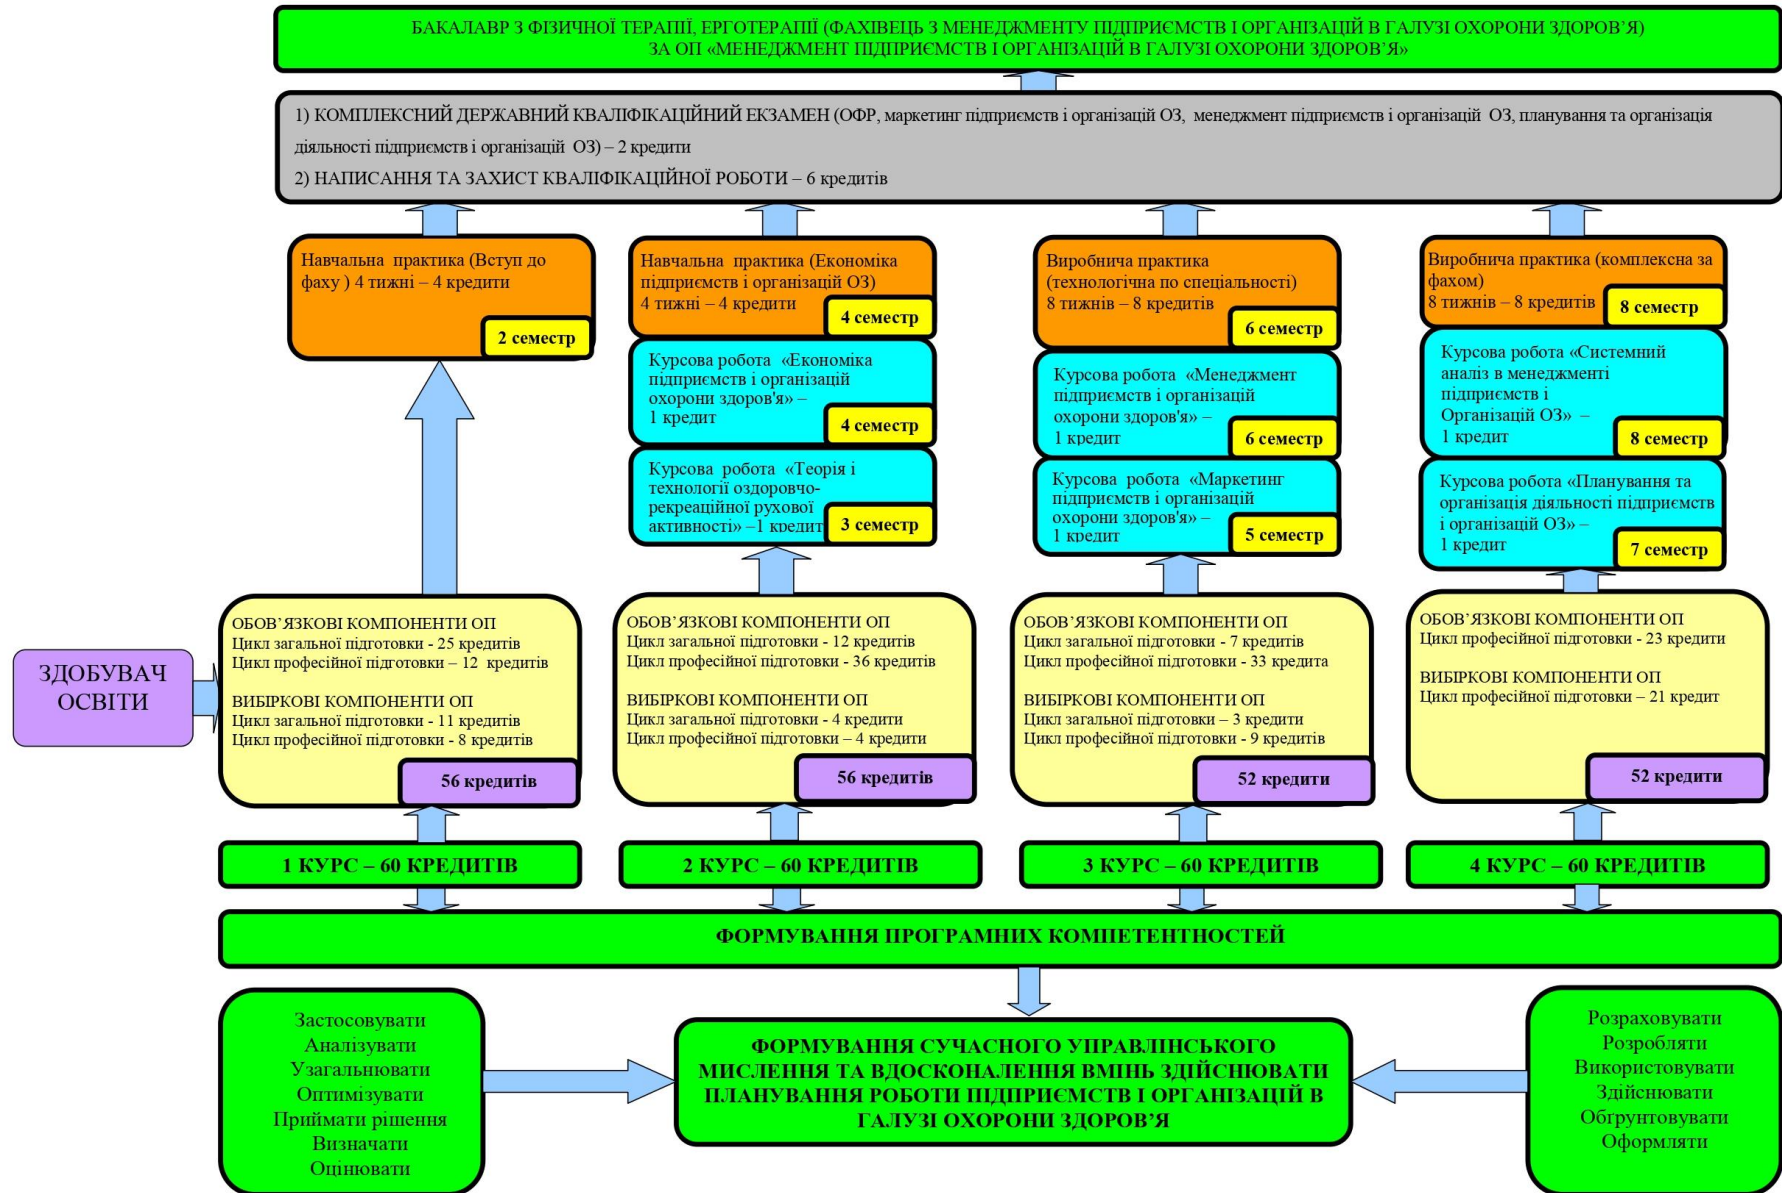 БАКАЛАВР З ФІЗИЧНОЇ ТЕРАПІЇ, ЕРГОТЕРАПІЇ (ФАХІВЕЦЬ З МЕНЕДЖМЕНТУ ПІДПРИЄМСТВ І ОРГАНІЗАЦІЙ В ГАЛУЗІ ОХОРОНИ ЗДОРОВ’Я)
ЗА ОП «МЕНЕДЖМЕНТ ПІДПРИЄМСТВ І ОРГАНІЗАЦІЙ В ГАЛУЗІ ОХОРОНИ ЗДОРОВ’Я»
1) КОМПЛЕКСНИЙ ДЕРЖАВНИЙ КВАЛІФІКАЦІЙНИЙ ЕКЗАМЕН (ОФР, маркетинг підприємств і організацій ОЗ, менеджмент підприємств і організацій ОЗ, планування та організація
діяльності підприємств і організацій ОЗ) – 2 кредити
2) НАПИСАННЯ ТА ЗАХИСТ КВАЛІФІКАЦІЙНОЇ РОБОТИ – 6 кредитів
Навчальна практика (Вступ до
фаху ) 4 тижні – 4 кредити
2 семестр
Навчальна практика (Економіка
підприємств і організацій ОЗ)
4 тижні – 4 кредити
4 семестр
Курсова робота «Економіка
підприємств і організацій
охорони здоров'я» –
1 кредит
4 семестр
Курсова робота «Теорія і
технології оздоровчо-
рекреаційної рухової
активності» –1 кредит
3 семестр
Виробнича практика
(технологічна по спеціальності)
8 тижнів – 8 кредитів
6 семестр
Курсова робота «Менеджмент
підприємств і організацій
охорони здоров'я» –
1 кредит
6 семестр
Курсова робота «Маркетинг
підприємств і організацій
охорони здоров'я» –
1 кредит
5 семестр
Виробнича практика (комплексна за
фахом)
8 тижнів – 8 кредитів
8 семестр
Курсова робота «Системний
аналіз в менеджменті
підприємств і
Організацій ОЗ» –
1 кредит
8 семестр
Курсова робота «Планування та
організація діяльності підприємств
і організацій ОЗ» –
1 кредит
7 семестр
ЗДОБУВАЧ
ОСВІТИ
ОБОВ’ЯЗКОВІ КОМПОНЕНТИ ОП
Цикл загальної підготовки - 25 кредитів
Цикл професійної підготовки – 12 кредитів
ВИБІРКОВІ КОМПОНЕНТИ ОП
Цикл загальної підготовки - 11 кредитів
Цикл професійної підготовки - 8 кредитів
56 кредитів
ОБОВ’ЯЗКОВІ КОМПОНЕНТИ ОП
Цикл загальної підготовки - 12 кредитів
Цикл професійної підготовки - 36 кредитів
ВИБІРКОВІ КОМПОНЕНТИ ОП
Цикл загальної підготовки - 4 кредити
Цикл професійної підготовки – 4 кредити
56 кредитів
ОБОВ’ЯЗКОВІ КОМПОНЕНТИ ОП
Цикл загальної підготовки - 7 кредитів
Цикл професійної підготовки - 33 кредита
ВИБІРКОВІ КОМПОНЕНТИ ОП
Цикл загальної підготовки – 3 кредити
Цикл професійної підготовки - 9 кредитів
52 кредити
ОБОВ’ЯЗКОВІ КОМПОНЕНТИ ОП
Цикл професійної підготовки - 23 кредити
ВИБІРКОВІ КОМПОНЕНТИ ОП
Цикл професійної підготовки – 21 кредит
52 кредити
1 КУРС – 60 КРЕДИТІВ
2 КУРС – 60 КРЕДИТІВ
3 КУРС – 60 КРЕДИТІВ
4 КУРС – 60 КРЕДИТІВ
ФОРМУВАННЯ ПРОГРАМНИХ КОМПЕТЕНТНОСТЕЙ
Застосовувати
Аналізувати
Узагальнювати
Оптимізувати
Приймати рішення
Визначати
Оцінювати
ФОРМУВАННЯ СУЧАСНОГО УПРАВЛІНСЬКОГО
МИСЛЕННЯ ТА ВДОСКОНАЛЕННЯ ВМІНЬ ЗДІЙСНЮВАТИ
ПЛАНУВАННЯ РОБОТИ ПІДПРИЄМСТВ І ОРГАНІЗАЦІЙ В
ГАЛУЗІ ОХОРОНИ ЗДОРОВ’Я
Розраховувати
Розробляти
Використовувати
Здійснювати
Обґрунтовувати
Оформляти